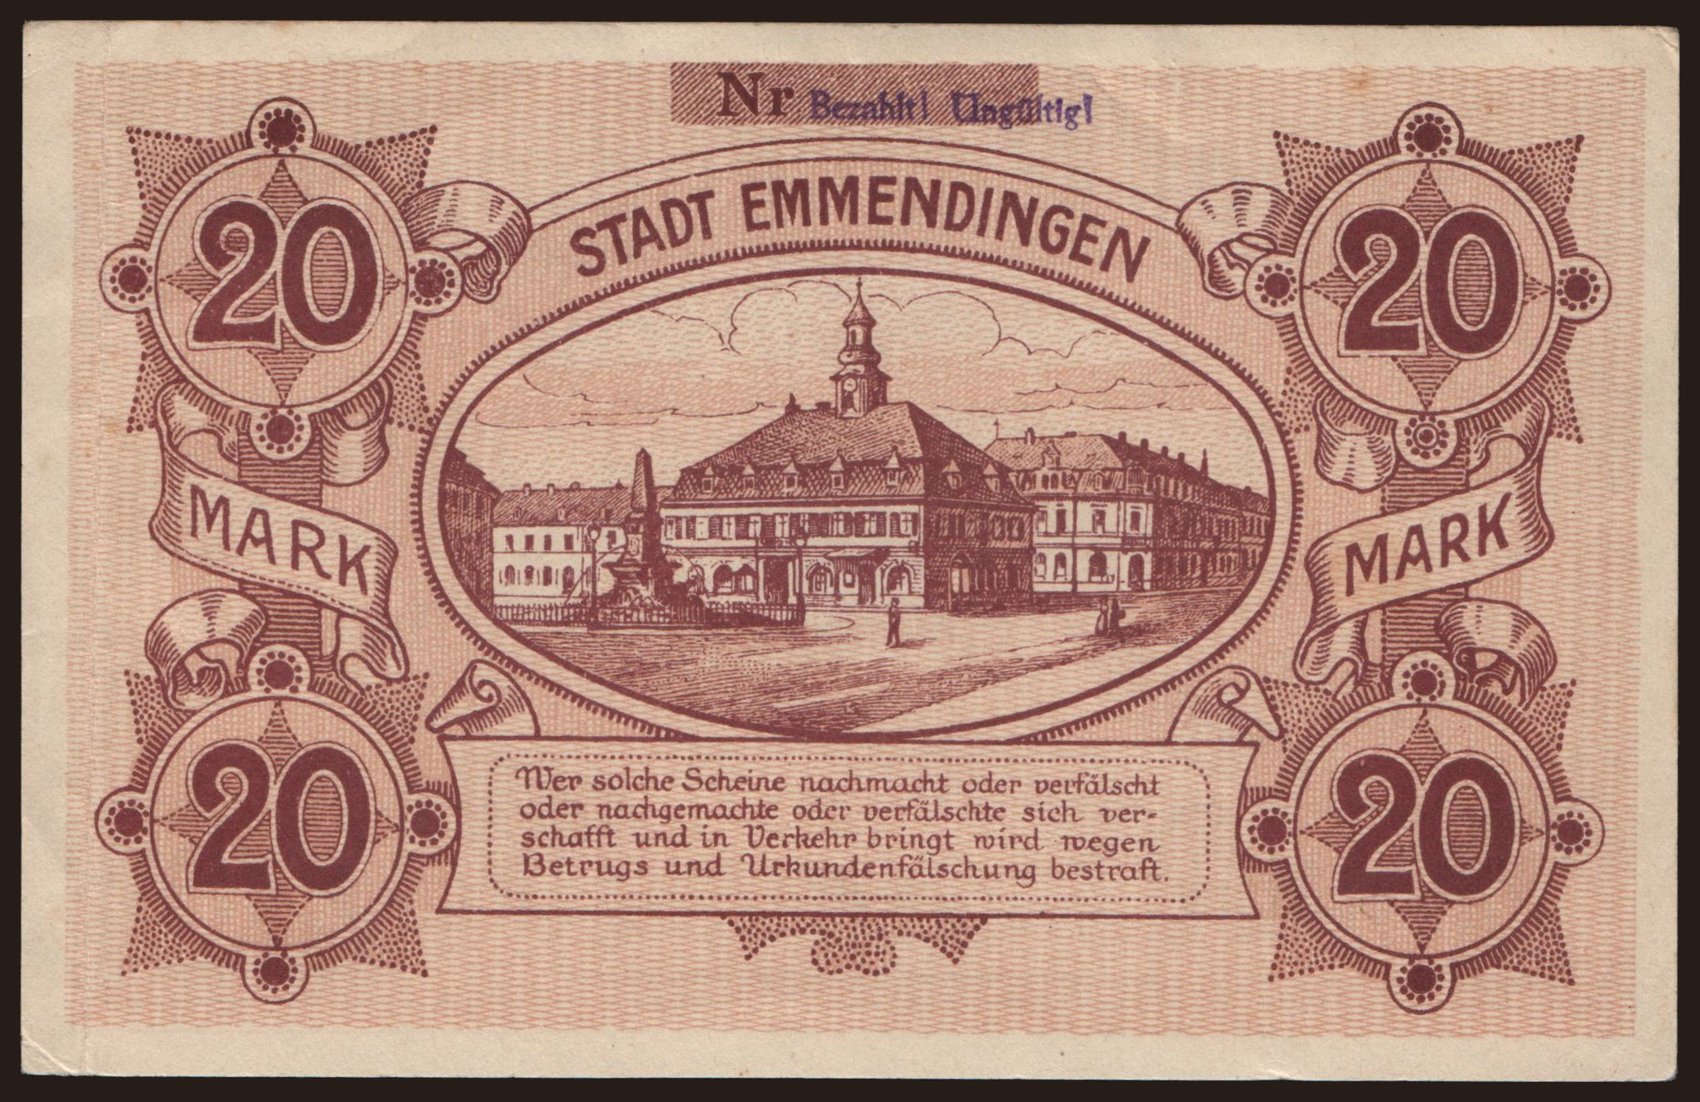 Nr Bezahlt! Ungültig!
STADT EMMENDINGEN
20
20
MARK
MARK
20
20
Wer solche Scheine nachmacht oder verfälscht
oder nachgemachte oder verfälschte sich ver-
schafft und in Verkehr bringt wird wegen
Betrugs und Urkundenfälschung bestraft.